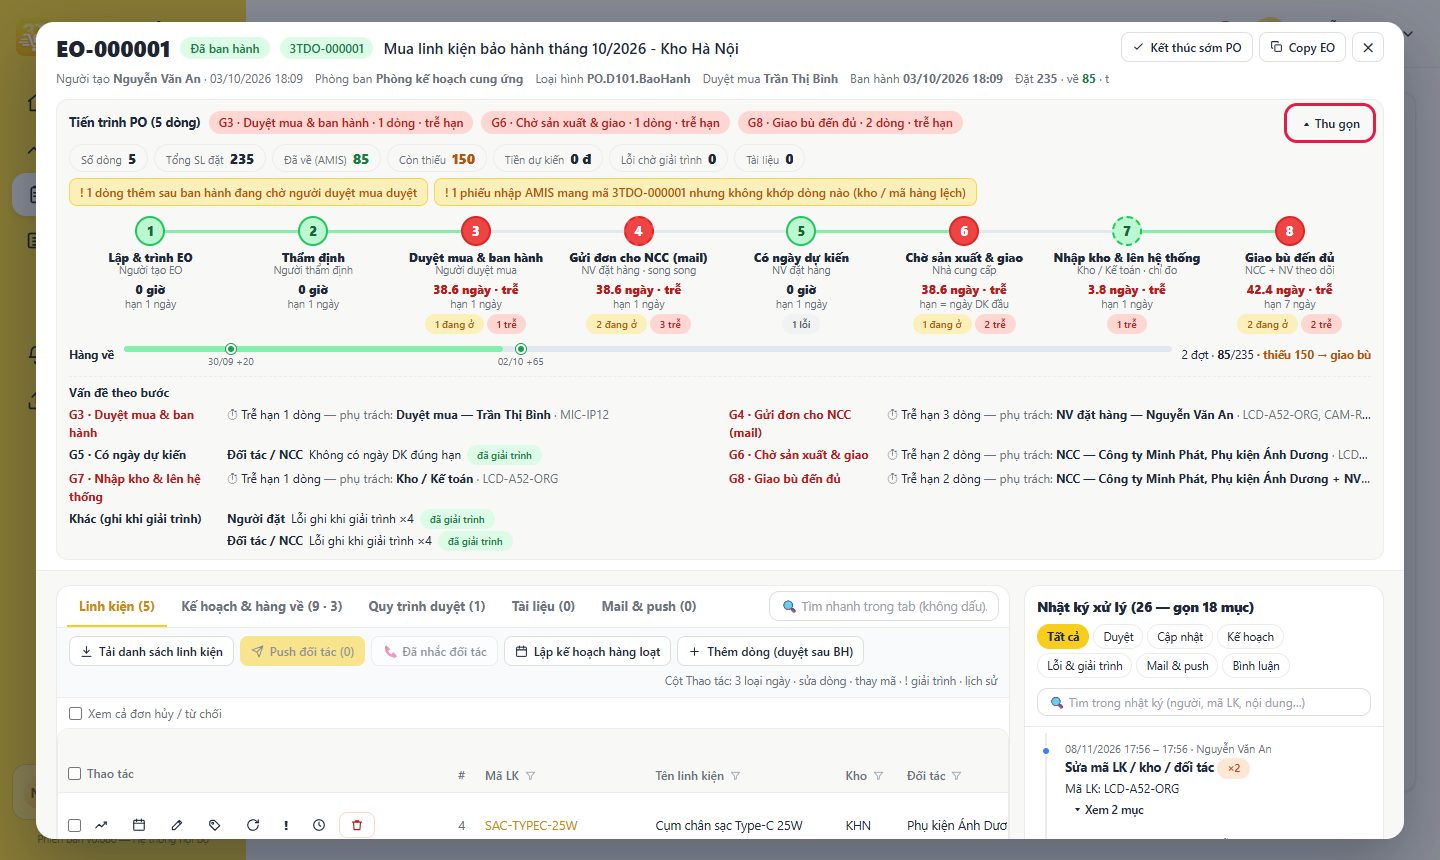 EO-000001 Đã ban hành 3TDO-000001 Mua linh kiện bảo hành tháng 10/2026 - Kho Hà Nội
Kết thúc sớm PO Copy EO
Người tạo Nguyễn Văn An · 03/10/2026 18:09 Phòng ban Phòng kế hoạch cung ứng Loại hình PO.D101.BaoHanh Duyệt mua Trần Thị Bình Ban hành 03/10/2026 18:09 Đặt 235 · về 85 · t
Tiến trình PO (5 dòng) G3 · Duyệt mua & ban hành · 1 dòng · trễ hạn G6 · Chờ sản xuất & giao · 1 dòng · trễ hạn G8 · Giao bù đến đủ · 2 dòng · trễ hạn
Thu gọn
Số dòng 5 Tổng SL đặt 235 Đã về (AMIS) 85 Còn thiếu 150 Tiền dự kiến 0 đ Lỗi chờ giải trình 0 Tài liệu 0
! 1 dòng thêm sau ban hành đang chờ người duyệt mua duyệt ! 1 phiếu nhập AMIS mang mã 3TDO-000001 nhưng không khớp dòng nào (kho / mã hàng lệch)
1 2 3 4 5 6 7 8
Lập & trình EO Thẩm định Duyệt mua & ban hành Gửi đơn cho NCC (mail) Có ngày dự kiến Chờ sản xuất & giao Nhập kho & lên hệ thống Giao bù đến đủ
Người tạo EO Người thẩm định Người duyệt mua NV đặt hàng · song song NV đặt hàng Nhà cung cấp Kho / Kế toán · chỉ đo NCC + NV theo dõi
0 giờ 0 giờ 38.6 ngày · trễ 38.6 ngày · trễ 0 giờ 38.6 ngày · trễ 3.8 ngày · trễ 42.4 ngày · trễ
hạn 1 ngày hạn 1 ngày hạn 1 ngày hạn 1 ngày hạn 1 ngày hạn = ngày DK đầu hạn 1 ngày hạn 7 ngày
1 đang ở 1 trễ 2 đang ở 3 trễ 1 lỗi 1 đang ở 2 trễ 1 trễ 2 đang ở 2 trễ
Hàng về 30/09 +20 02/10 +65 2 đợt · 85/235 · thiếu 150 → giao bù
Vấn đề theo bước
G3 · Duyệt mua & ban hành Trễ hạn 1 dòng — phụ trách: Duyệt mua — Trần Thị Bình · MIC-IP12
G4 · Gửi đơn cho NCC (mail) Trễ hạn 3 dòng — phụ trách: NV đặt hàng — Nguyễn Văn An · LCD-A52-ORG, CAM-R...
G5 · Có ngày dự kiến Đối tác / NCC Không có ngày DK đúng hạn đã giải trình
G6 · Chờ sản xuất & giao Trễ hạn 2 dòng — phụ trách: NCC — Công ty Minh Phát, Phụ kiện Ánh Dương · LCD...
G7 · Nhập kho & lên hệ thống Trễ hạn 1 dòng — phụ trách: Kho / Kế toán · LCD-A52-ORG
G8 · Giao bù đến đủ Trễ hạn 2 dòng — phụ trách: NCC — Công ty Minh Phát, Phụ kiện Ánh Dương + NV...
Khác (ghi khi giải trình) Người đặt Lỗi ghi khi giải trình ×4 đã giải trình
Đối tác / NCC Lỗi ghi khi giải trình ×4 đã giải trình
Linh kiện (5) Kế hoạch & hàng về (9 · 3) Quy trình duyệt (1) Tài liệu (0) Mail & push (0) Tìm nhanh trong tab (không dấu).
Tải danh sách linh kiện Push đối tác (0) Đã nhắc đối tác Lập kế hoạch hàng loạt Thêm dòng (duyệt sau BH)
Cột Thao tác: 3 loại ngày · sửa dòng · thay mã · ! giải trình · lịch sử
Xem cả đơn hủy / từ chối
Thao tác # Mã LK Tên linh kiện Kho Đối tác
! 4 SAC-TYPEC-25W Cụm chân sạc Type-C 25W KHN Phụ kiện Ánh Dươ
Nhật ký xử lý (26 — gọn 18 mục)
Tất cả Duyệt Cập nhật Kế hoạch
Lỗi & giải trình Mail & push Bình luận
Tìm trong nhật ký (người, mã LK, nội dung...)
08/11/2026 17:56 – 17:56 · Nguyễn Văn An
Sửa mã LK / kho / đối tác ×2
Mã LK: LCD-A52-ORG
Xem 2 mục